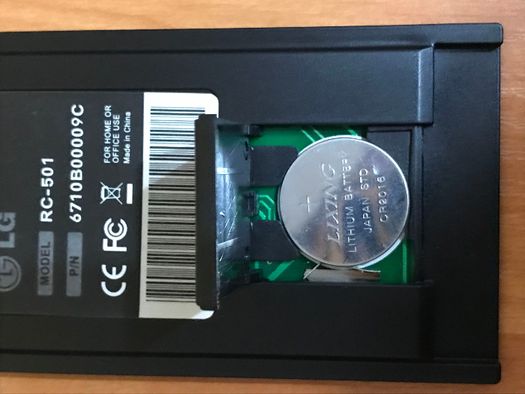 LG
MODEL RC-501
P/N 6710B00009C
CE FC
FOR HOME OR
OFFICE USE
Made in China
+
LIXING
LITHIUM BATTERY
JAPAN STD
CR2016